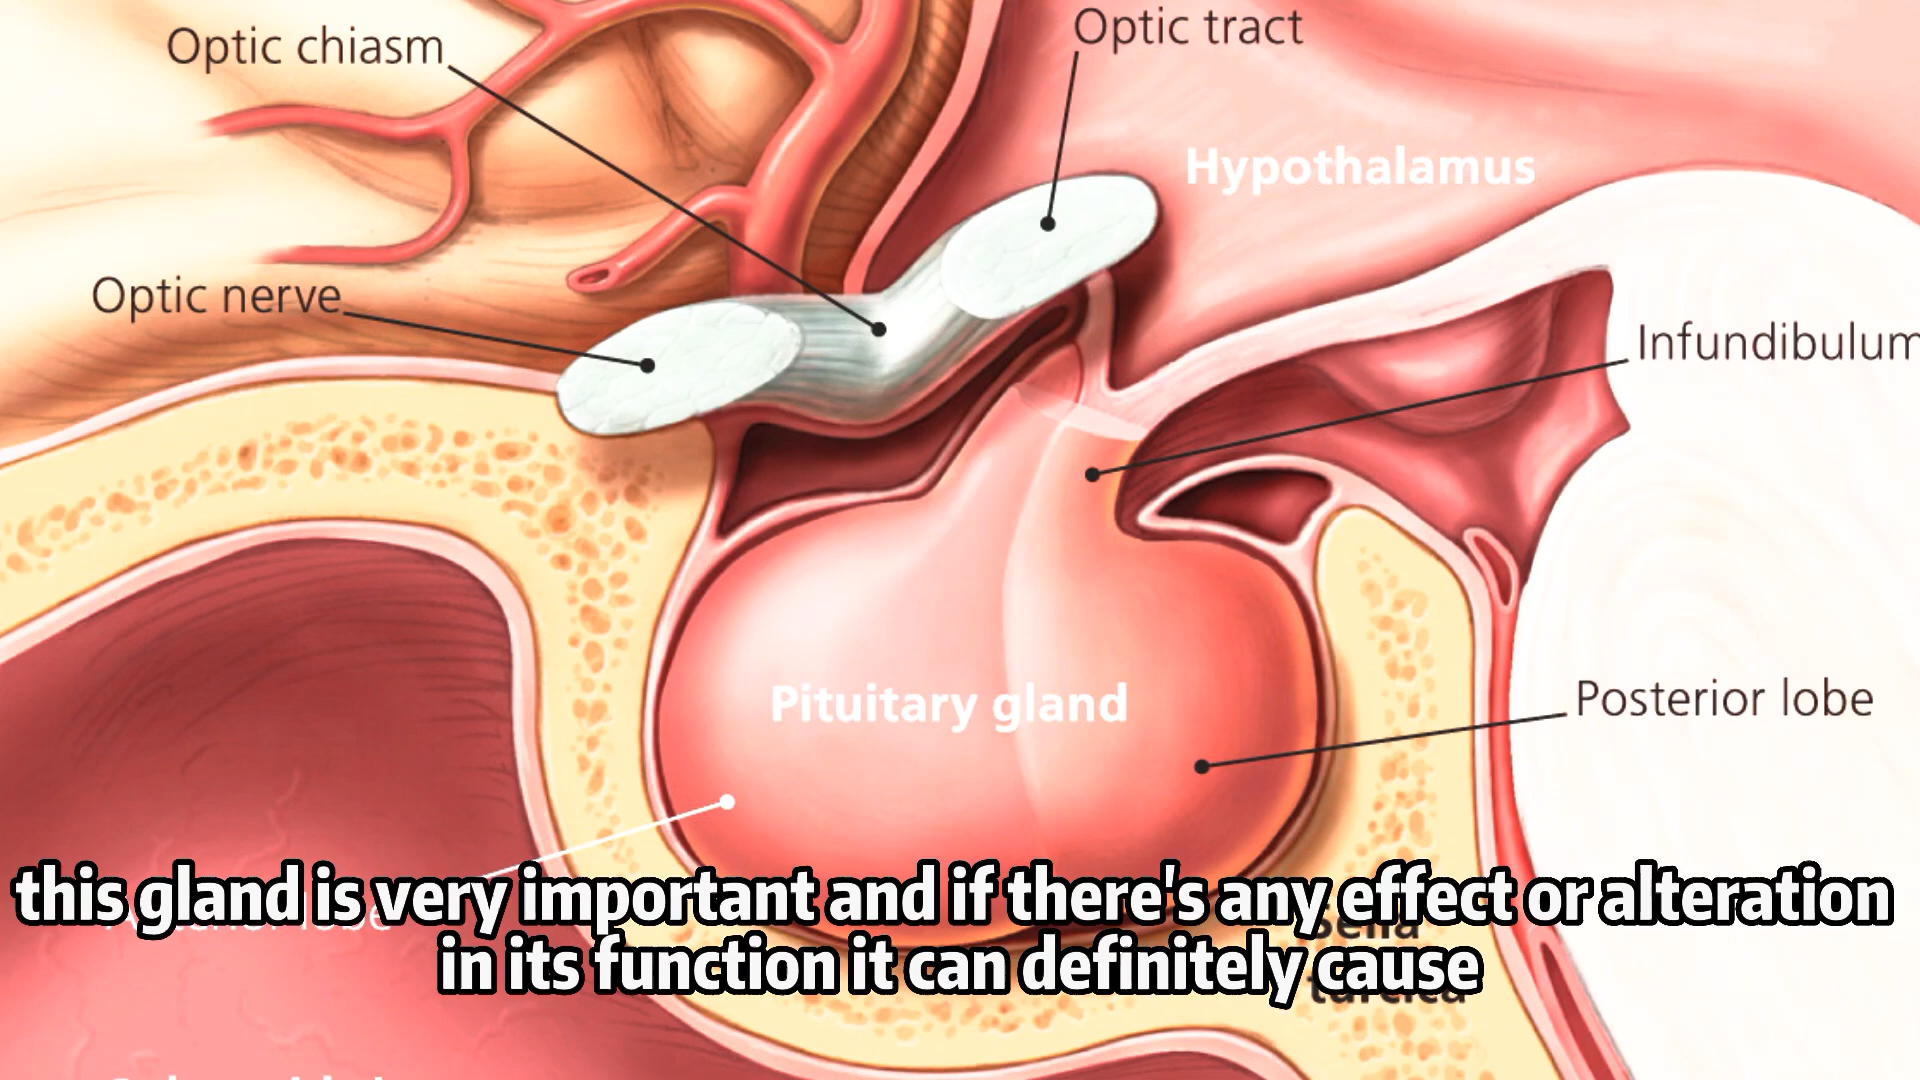 Optic tract
Optic chiasm
Hypothalamus
Optic nerve
Infundibulum
Posterior lobe
Pituitary gland
this gland is very important and if there's any effect or alteration
in its function it can definitely cause